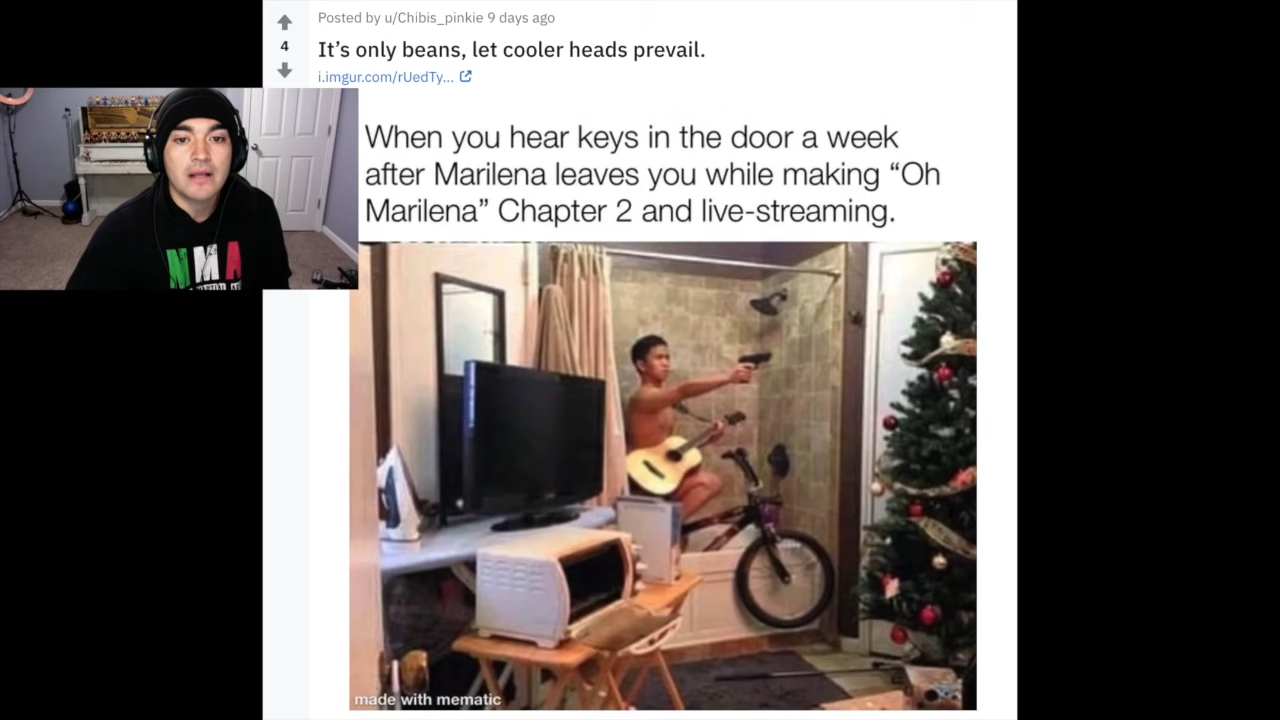 Posted by u/Chibis_pinkie 9 days ago
4
It’s only beans, let cooler heads prevail.
i.imgur.com/rUedTy...
When you hear keys in the door a week
after Marilena leaves you while making “Oh
Marilena” Chapter 2 and live-streaming.
NMA
made with mematic